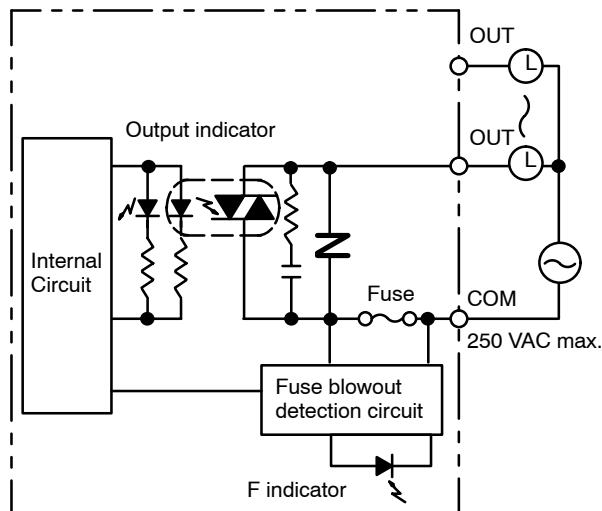 OUT
L
Output indicator
OUT
L
Internal
Circuit
Fuse
COM
250 VAC max.
Fuse blowout
detection circuit
F indicator